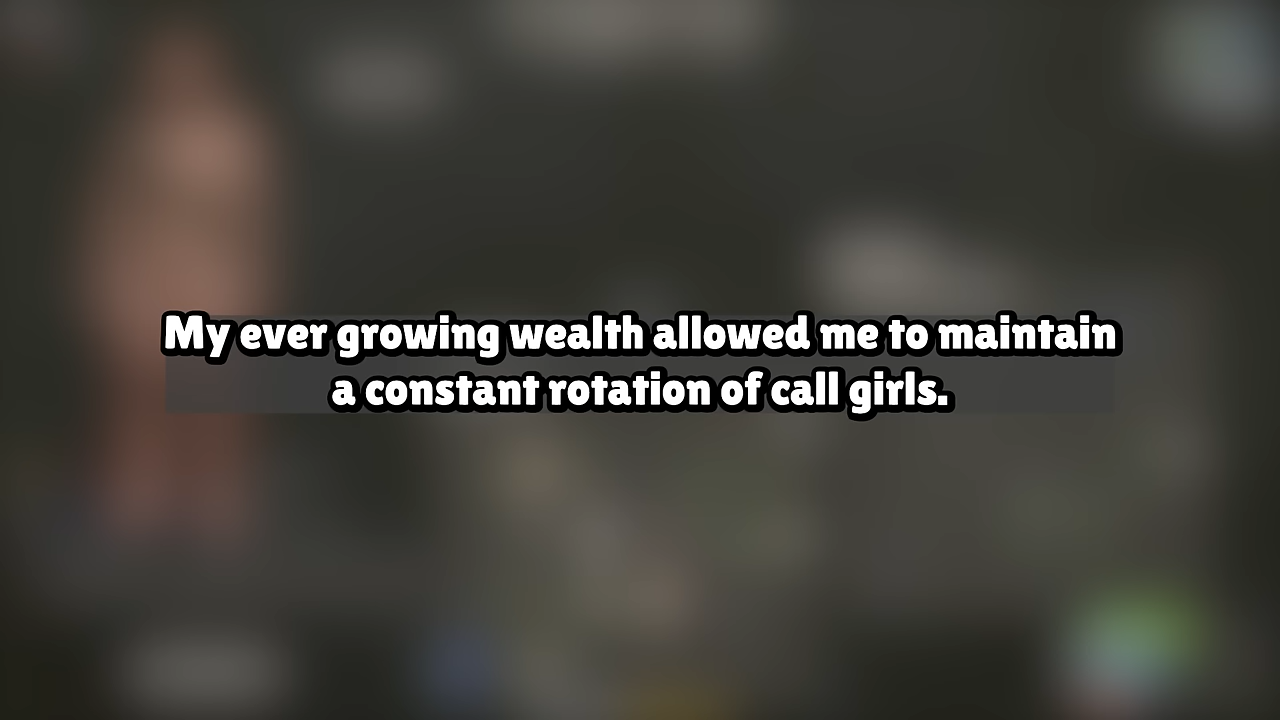 My ever growing wealth allowed me to maintain
a constant rotation of call girls.